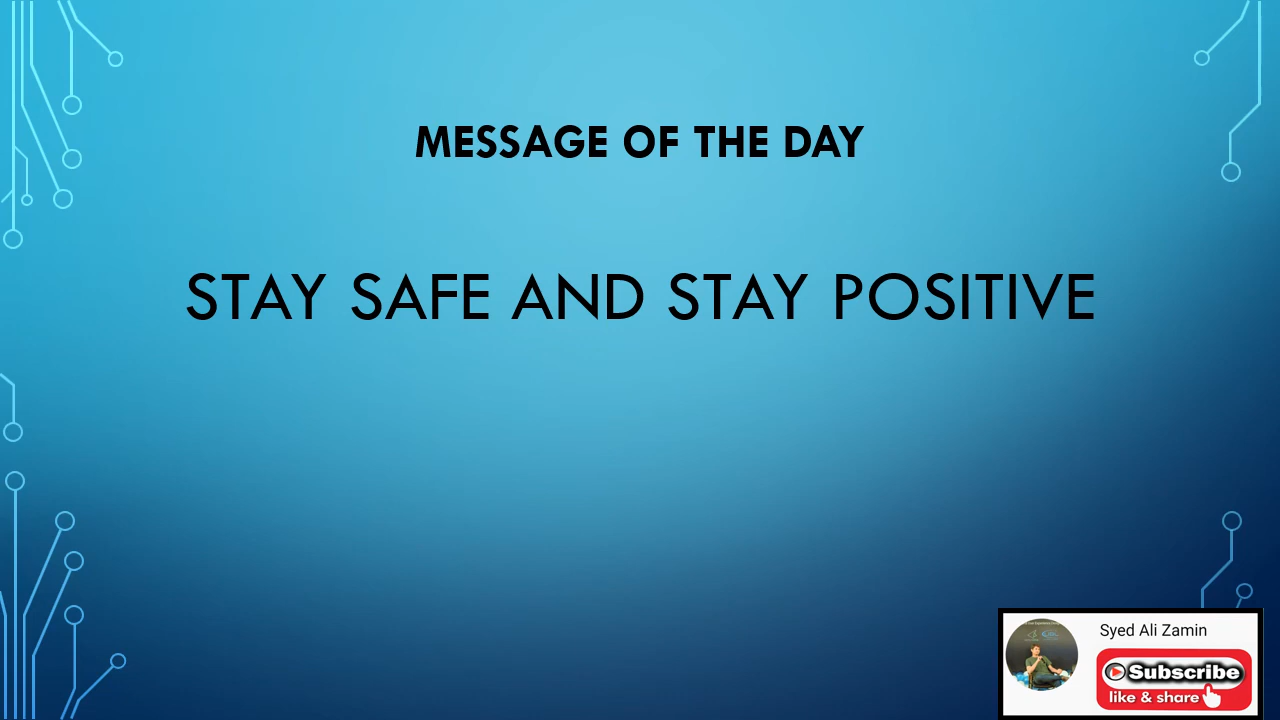 MESSAGE OF THE DAY
STAY SAFE AND STAY POSITIVE
Syed Ali Zamin
Subscribe
like & share